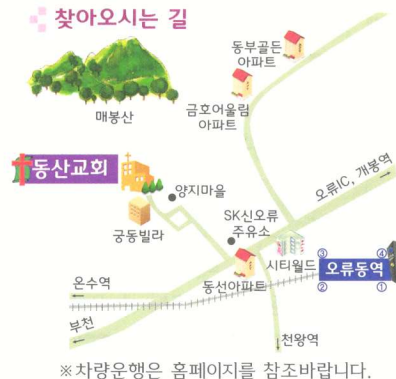 찾아오시는 길
동부골든
아파트
매봉산
금호어울림
아파트
동산교회
양지마을
오류IC, 개봉역
궁동빌라
SK신오류
주유소
③
④
시티월드
오류동역
온수역
동선아파트
②
①
부천
천왕역
※차량운행은 홈페이지를 참조바랍니다.